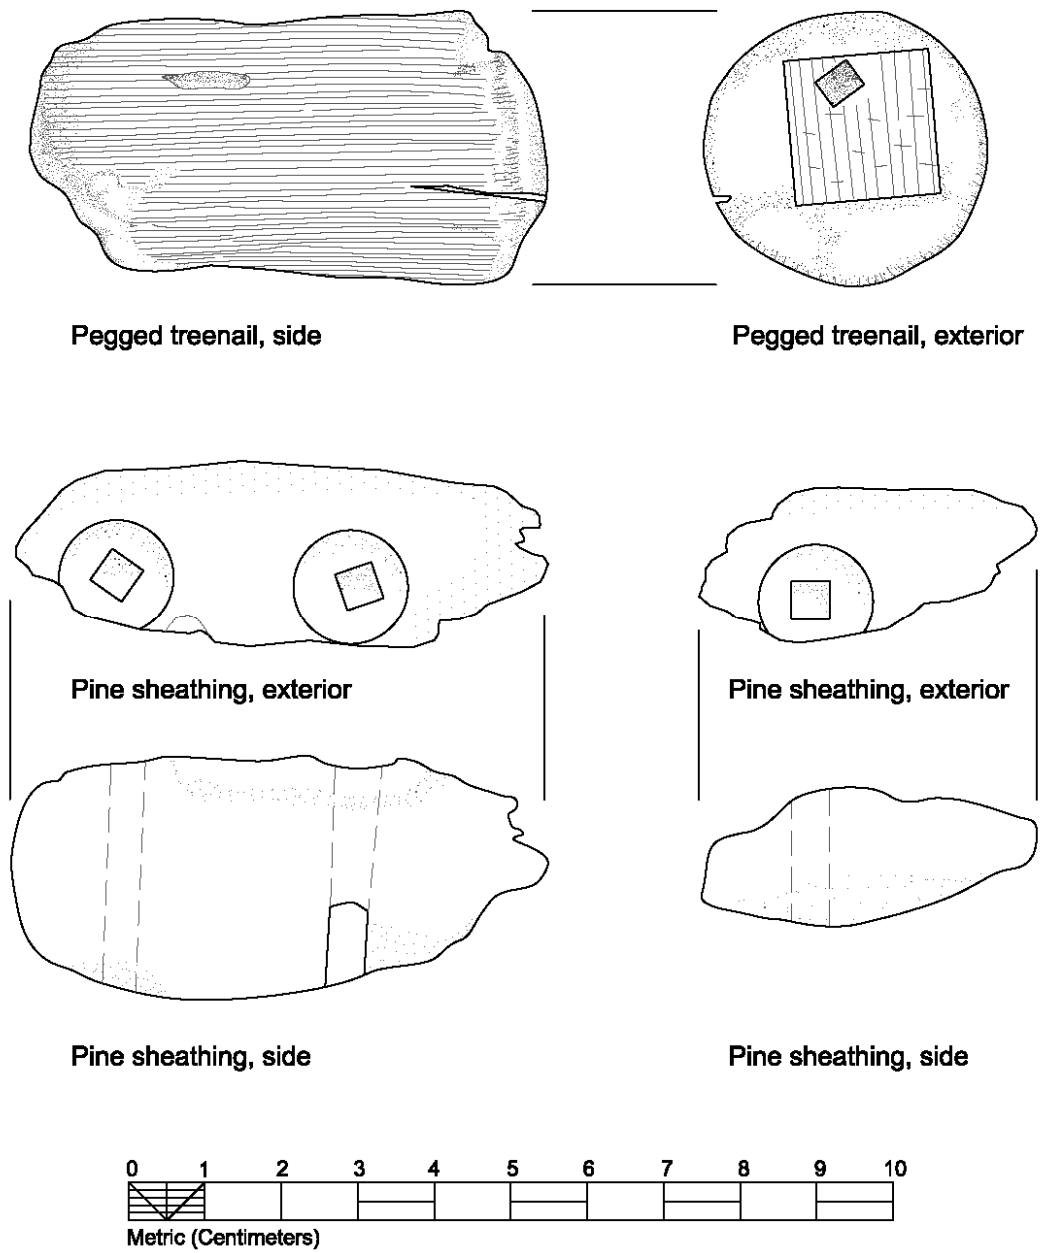 Pegged treenail, side
Pegged treenail, exterior
Pine sheathing, exterior
Pine sheathing, exterior
Pine sheathing, side
Pine sheathing, side
0 1 2 3 4 5 6 7 8 9 10
Metric (Centimeters)